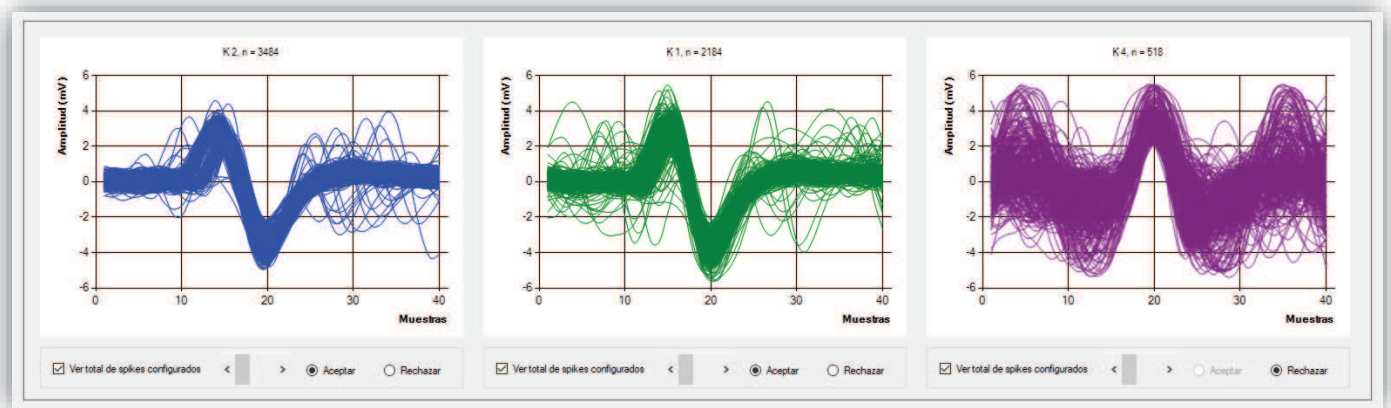 K 2, n = 3484
Amplitud (mV)
6
4
2
0
-2
-4
-6
0 10 20 30 40
Muestras
Ver total de spikes configurados < > Aceptar Rechazar
K 1, n = 2184
Amplitud (mV)
6
4
2
0
-2
-4
-6
0 10 20 30 40
Muestras
Ver total de spikes configurados < > Aceptar Rechazar
K 4, n = 518
Amplitud (mV)
6
4
2
0
-2
-4
-6
0 10 20 30 40
Muestras
Ver total de spikes configurados < > Aceptar Rechazar